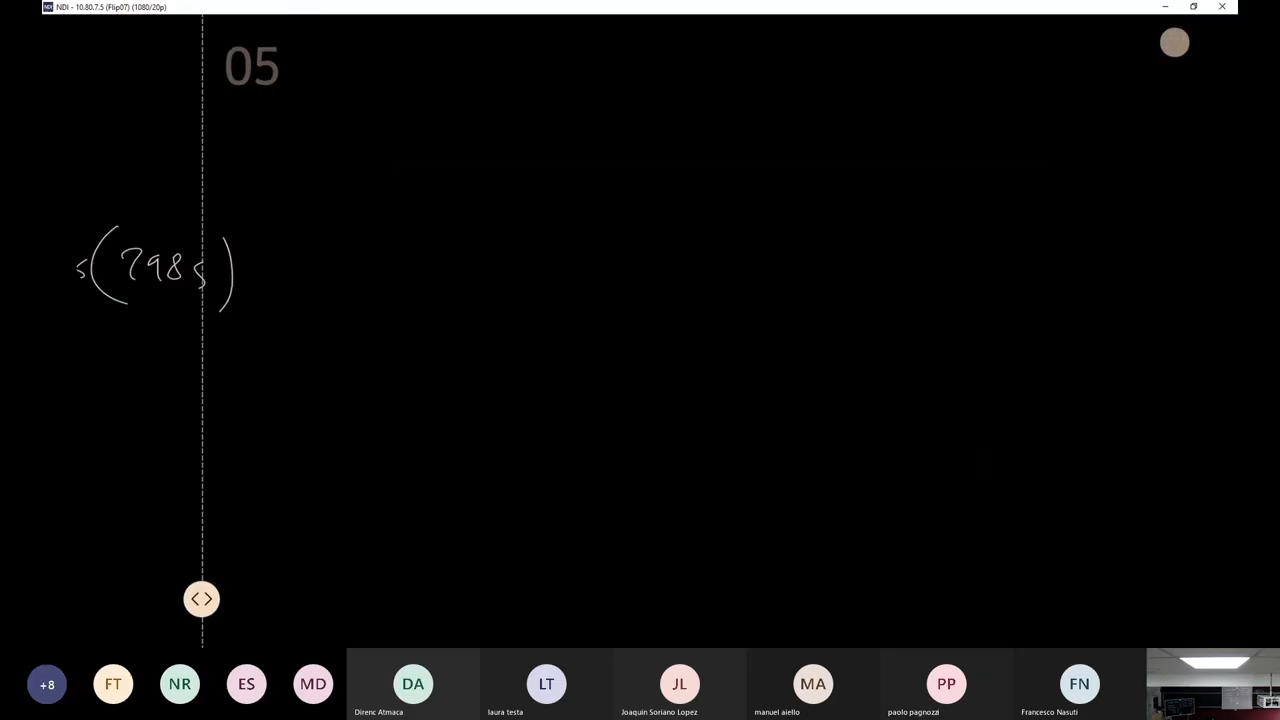 NDI - 10.80.7.5 (Flip07) (1080/20p)
05
s(298s)
+8
FT
NR
ES
MD
DA
LT
JL
MA
PP
FN
Direnc Atmaca
laura testa
Joaquin Soriano Lopez
manuel aiello
paolo pagnozzi
Francesco Nasuti